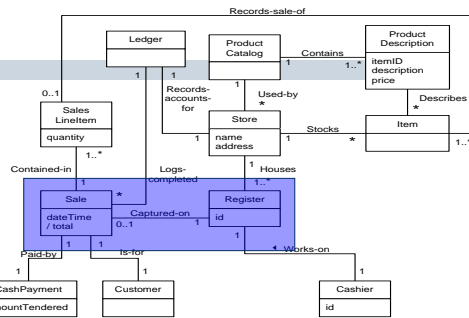 Records-sale-of
Ledger
Product
Catalog
Product
Description
itemID
description
price
Contains
1
1..*
1
1
1
Records-
accounts-
for
Used-by
*
Describes
*
0..1
Sales
LineItem
quantity
Store
name
address
1
1
Stocks
*
Item
1..
1..*
Contained-in
1
Logs-
completed
*
1
Houses
1..*
Sale
dateTime
/ total
0..1
Captured-on
1
Register
id
1
1
1
Paid-by
Is-for
Works-on
1
1
1
CashPayment
amountTendered
Customer
Cashier
id